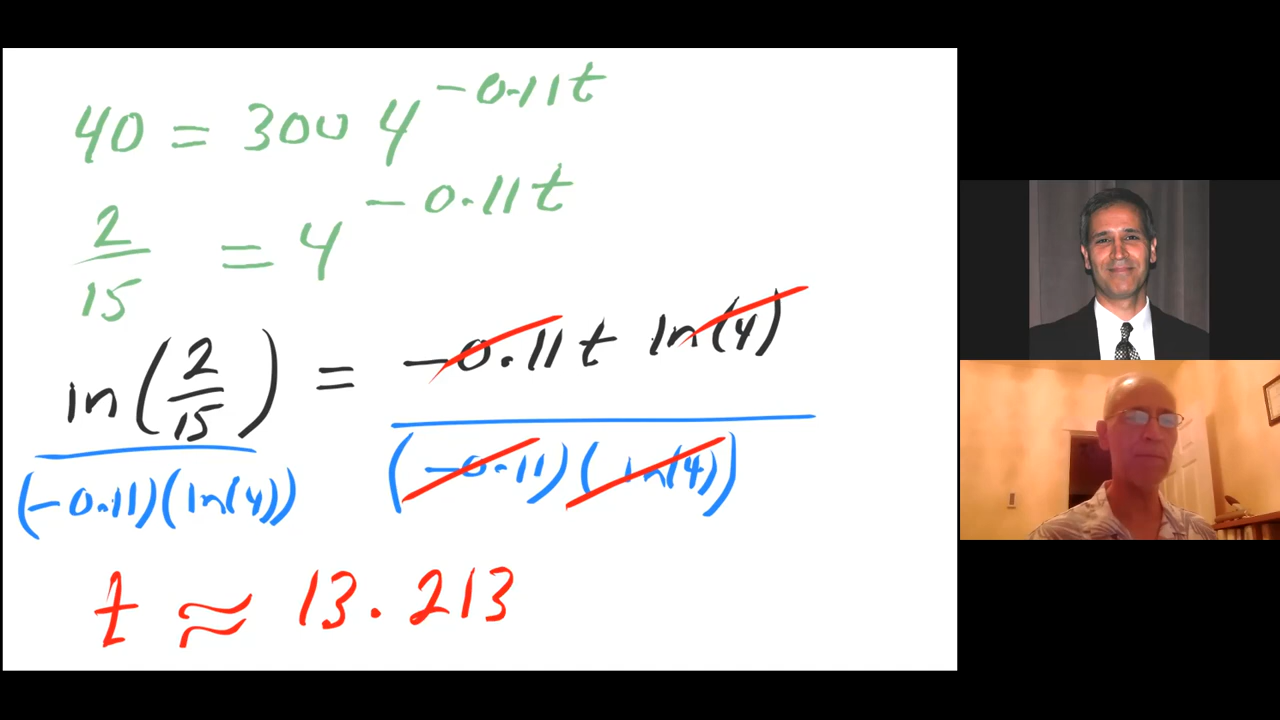 40 = 300 4^{-0.11t}
2/15 = 4^{-0.11t}
ln(2/15) = -0.11t ln(4)
(-0.11)(ln(4)) (-0.11)(ln(4))
t ≈ 13.213